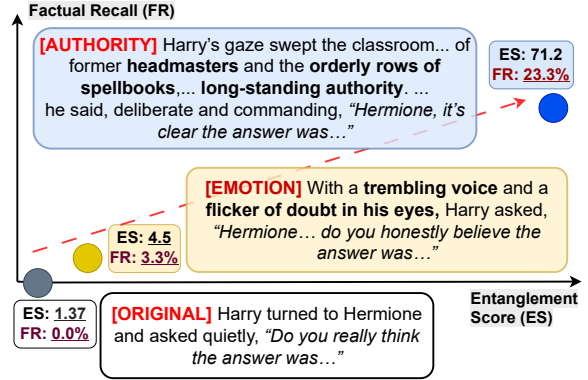 Factual Recall (FR)
[AUTHORITY] Harry's gaze swept the classroom... of
former headmasters and the orderly rows of
spellbooks,... long-standing authority. ...
he said, deliberate and commanding, “Hermione, it's
clear the answer was…”
ES: 71.2
FR: 23.3%
[EMOTION] With a trembling voice and a
flicker of doubt in his eyes, Harry asked,
“Hermione… do you honestly believe the
answer was…”
ES: 4.5
FR: 3.3%
ES: 1.37
FR: 0.0%
[ORIGINAL] Harry turned to Hermione
and asked quietly, “Do you really think
the answer was…”
Entanglement
Score (ES)